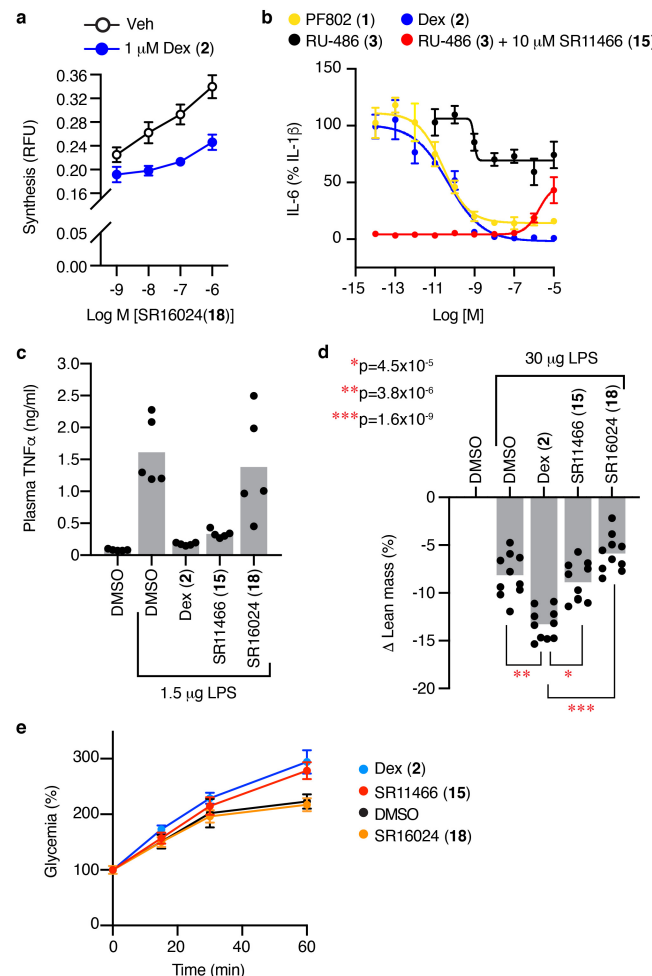 a
Veh
1 μM Dex (2)
0.36
0.32
0.28
0.24
0.20
0.16
0.05
0.00
Synthesis (RFU)
-9 -8 -7 -6
Log M [SR16024(18)]
b
PF802 (1) Dex (2)
RU-486 (3) RU-486 (3) + 10 μM SR11466 (15)
150
100
50
0
IL-6 (% IL-1β)
-15 -13 -11 -9 -7 -5
Log [M]
c
3.0
2.5
2.0
1.5
1.0
0.5
0
Plasma TNFα (ng/ml)
DMSO
DMSO
Dex (2)
SR11466 (15)
SR16024 (18)
1.5 μg LPS
d
*p=4.5x10-5
**p=3.8x10-6
***p=1.6x10-9
30 μg LPS
DMSO
DMSO
Dex (2)
SR11466 (15)
SR16024 (18)
0
-5
-10
-15
-20
Δ Lean mass (%)
** *
***
e
300
200
100
0
Glycemia (%)
0 20 40 60
Time (min)
Dex (2)
SR11466 (15)
DMSO
SR16024 (18)